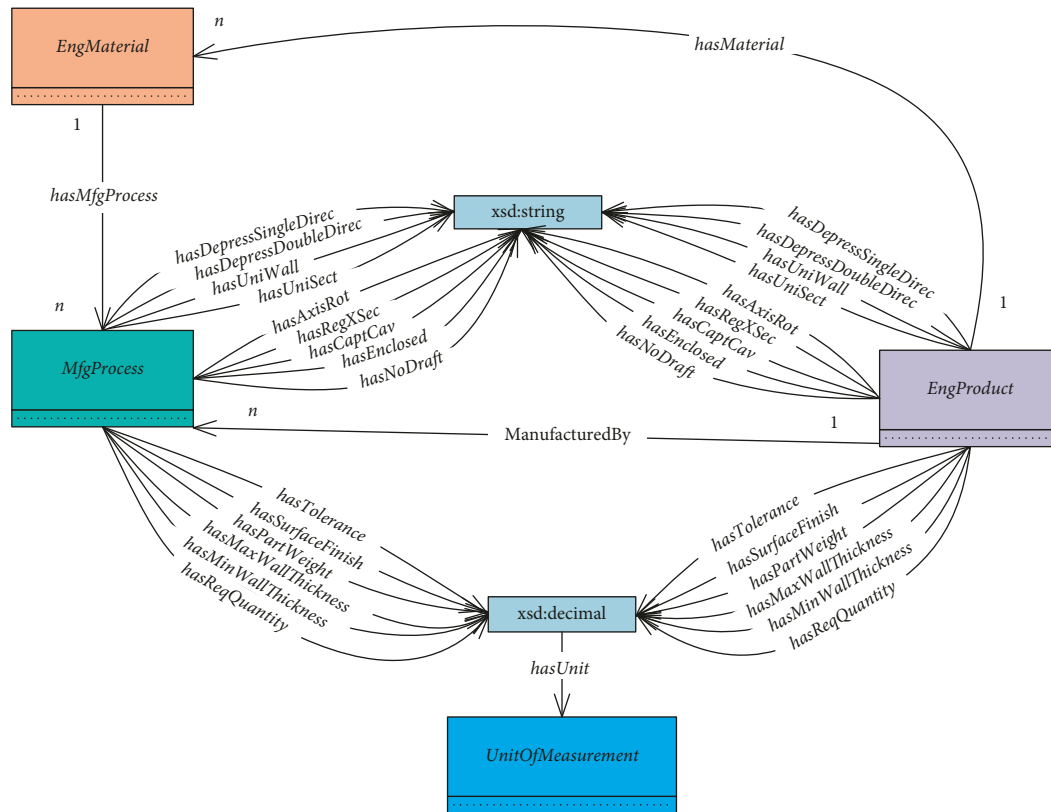 n
EngMaterial
hasMaterial
1
hasMfgProcess
xsd:string
hasDepressSingleDirec
hasDepressDoubleDirec
hasUniWall
hasUniSect
hasDepressSingleDirec
hasDepressDoubleDirec
hasUniWall
hasUniSect
n
1
hasAxisRot
hasRegXSec
hasCaptCav
hasEnclosed
hasNoDraft
hasAxisRot
hasRegXSec
hasCaptCav
hasEnclosed
hasNoDraft
MfgProcess
EngProduct
n
ManufacturedBy
1
hasTolerance
hasSurfaceFinish
hasPartWeight
hasMaxWallThickness
hasMinWallThickness
hasReqQuantity
hasTolerance
hasSurfaceFinish
hasPartWeight
hasMaxWallThickness
hasMinWallThickness
hasReqQuantity
xsd:decimal
hasUnit
UnitOfMeasurement